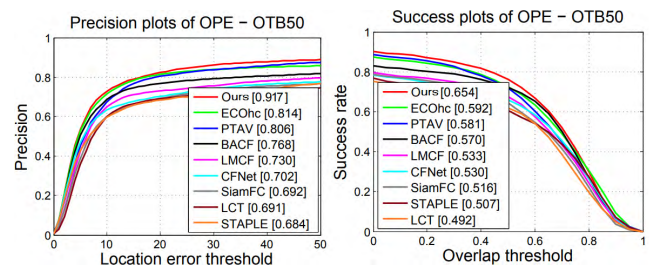 Precision plots of OPE − OTB50
Precision
1
0.8
0.6
0.4
0.2
0
Ours [0.917]
ECOhc [0.814]
PTAV [0.806]
BACF [0.768]
LMCF [0.730]
CFNet [0.702]
SiamFC [0.692]
LCT [0.691]
STAPLE [0.684]
0 10 20 30 40 50
Location error threshold
Success plots of OPE − OTB50
Success rate
1
0.8
0.6
0.4
0.2
0
Ours [0.654]
ECOhc [0.592]
PTAV [0.581]
BACF [0.570]
LMCF [0.533]
CFNet [0.530]
SiamFC [0.516]
STAPLE [0.507]
LCT [0.492]
0 0.2 0.4 0.6 0.8 1
Overlap threshold